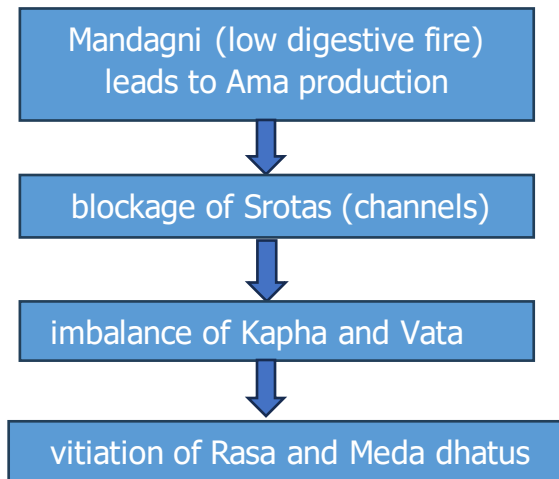 Mandagni (low digestive fire)
leads to Ama production
blockage of Srotas (channels)
imbalance of Kapha and Vata
vitiation of Rasa and Meda dhatus